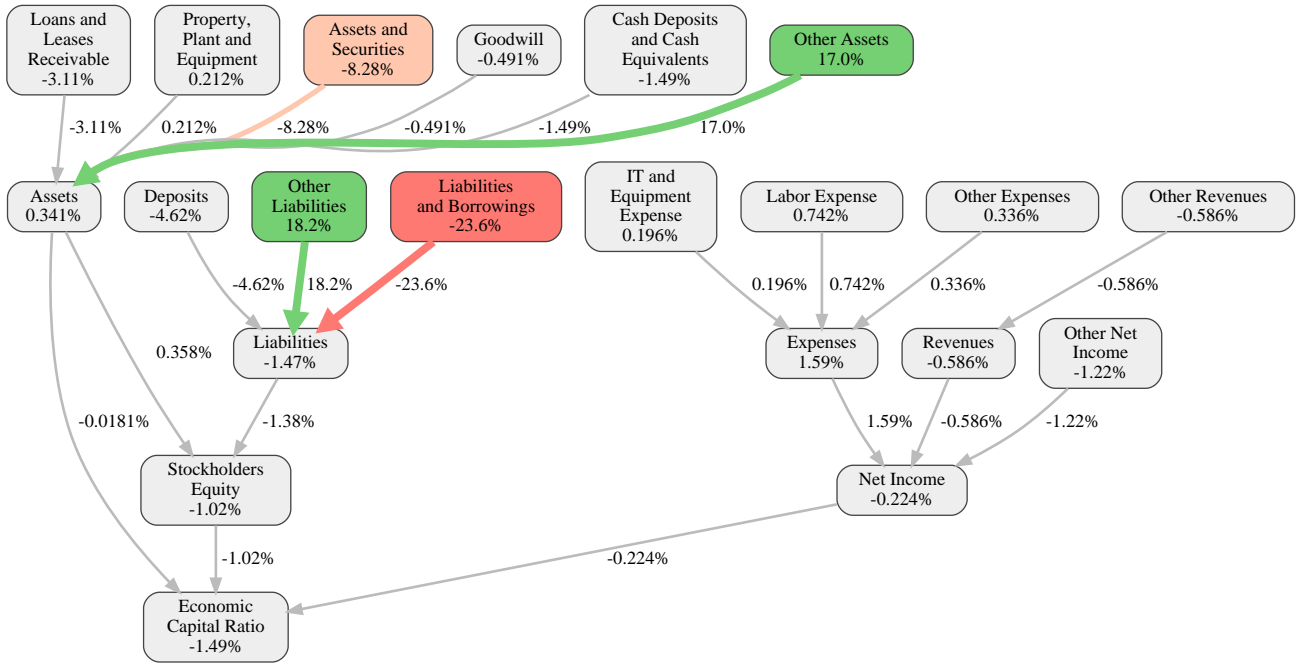 Loans and
Leases
Receivable
-3.11%
Property,
Plant and
Equipment
0.212%
Assets and
Securities
-8.28%
Goodwill
-0.491%
Cash Deposits
and Cash
Equivalents
-1.49%
Other Assets
17.0%
-3.11%
0.212%
-8.28%
-0.491%
-1.49%
17.0%
Assets
0.341%
Deposits
-4.62%
Other
Liabilities
18.2%
Liabilities
and Borrowings
-23.6%
IT and
Equipment
Expense
0.196%
Labor Expense
0.742%
Other Expenses
0.336%
Other Revenues
-0.586%
-4.62%
18.2%
-23.6%
0.196%
0.742%
0.336%
-0.586%
0.358%
Liabilities
-1.47%
Expenses
1.59%
Revenues
-0.586%
Other Net
Income
-1.22%
-0.0181%
-1.38%
1.59%
-0.586%
-1.22%
Stockholders
Equity
-1.02%
Net Income
-0.224%
-1.02%
-0.224%
Economic
Capital Ratio
-1.49%